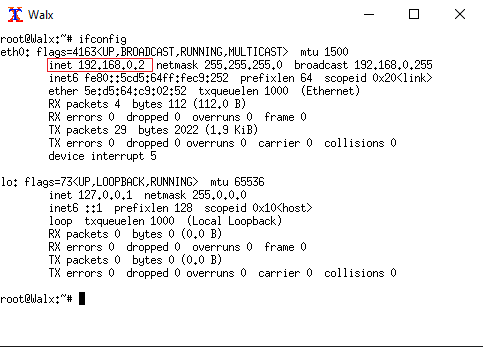 Walx
root@Walx:~# ifconfig
eth0: flags=4163<UP,BROADCAST,RUNNING,MULTICAST>  mtu 1500
        inet 192.168.0.2  netmask 255.255.255.0  broadcast 192.168.0.255
        inet6 fe80::5cd5:64ff:fec9:252  prefixlen 64  scopeid 0x20<link>
        ether 5e:d5:64:c9:02:52  txqueuelen 1000  (Ethernet)
        RX packets 4  bytes 112 (112.0 B)
        RX errors 0  dropped 0  overruns 0  frame 0
        TX packets 29  bytes 2022 (1.9 KiB)
        TX errors 0  dropped 0 overruns 0  carrier 0  collisions 0
        device interrupt 5
lo: flags=73<UP,LOOPBACK,RUNNING>  mtu 65536
        inet 127.0.0.1  netmask 255.0.0.0
        inet6 ::1  prefixlen 128  scopeid 0x10<host>
        loop  txqueuelen 1000  (Local Loopback)
        RX packets 0  bytes 0 (0.0 B)
        RX errors 0  dropped 0  overruns 0  frame 0
        TX packets 0  bytes 0 (0.0 B)
        TX errors 0  dropped 0 overruns 0  carrier 0  collisions 0
root@Walx:~#